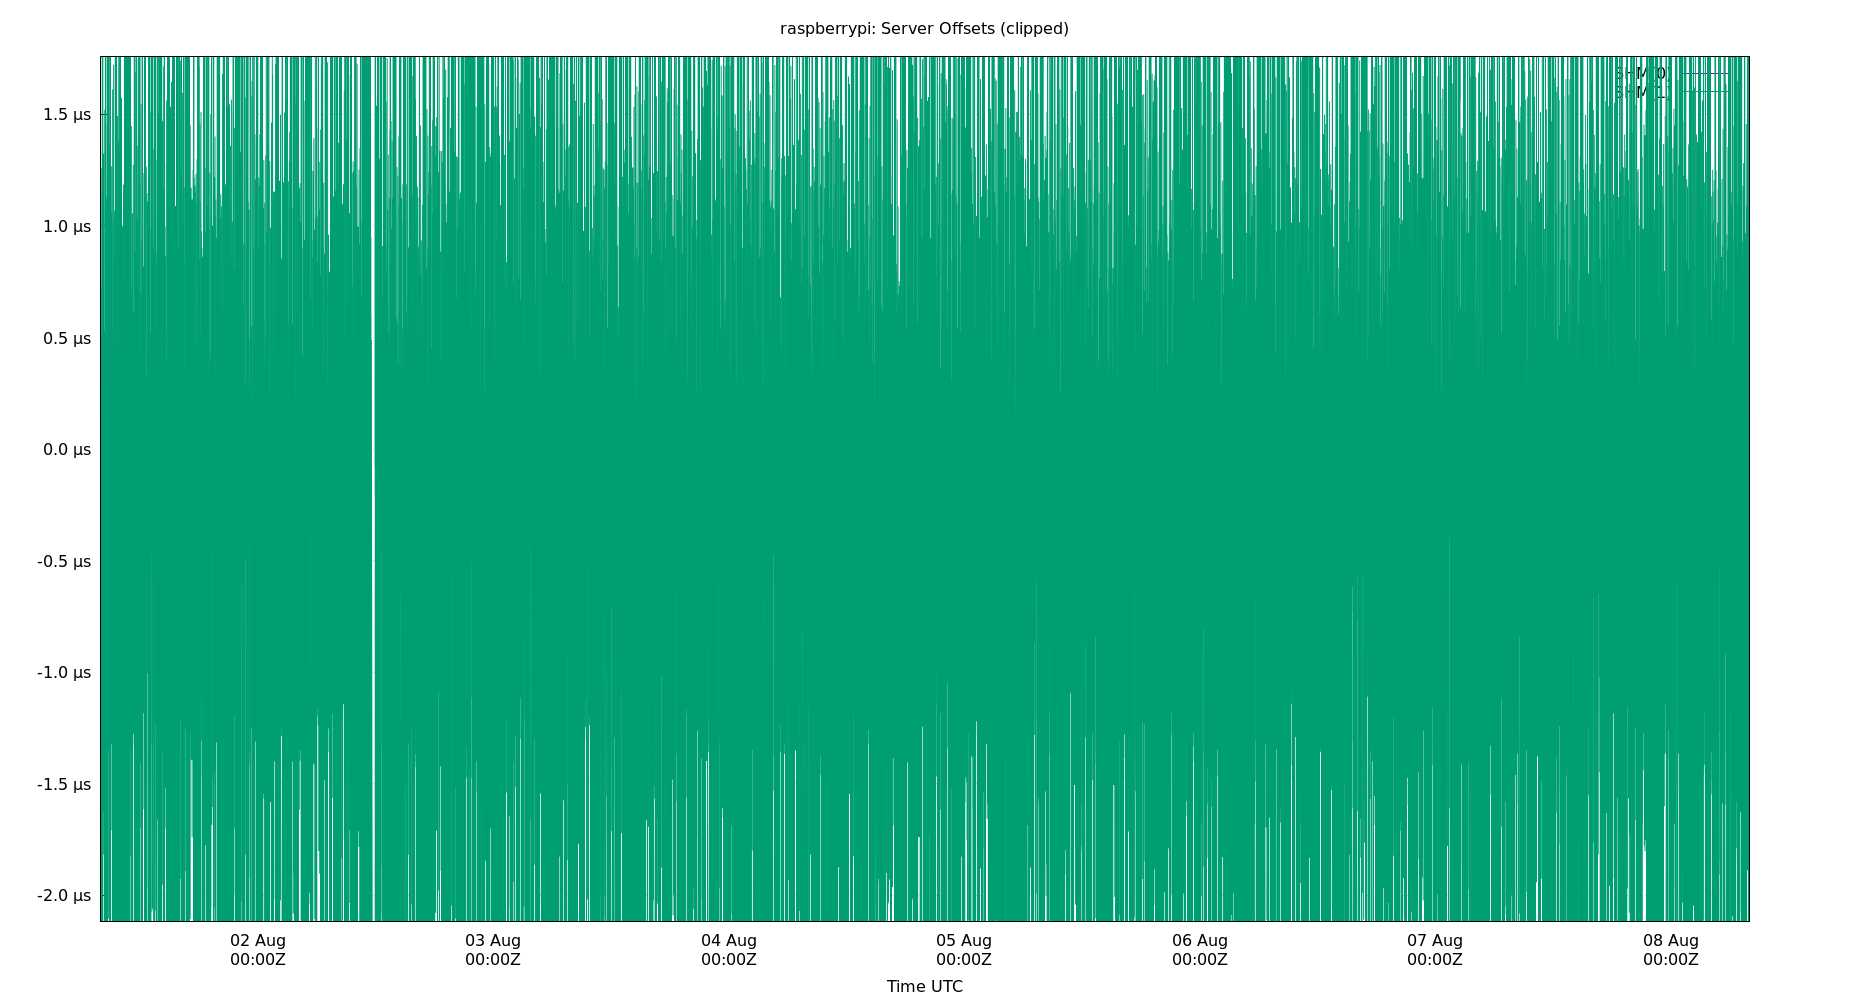 raspberrypi: Server Offsets (clipped)
SHM(0)
1.5 µs
1.0 µs
0.5 µs
0.0 µs
-0.5 µs
-1.0 µs
-1.5 µs
-2.0 µs
02 Aug 03 Aug 04 Aug 05 Aug 06 Aug 07 Aug 08 Aug
00:00Z 00:00Z 00:00Z 00:00Z 00:00Z 00:00Z 00:00Z
Time UTC